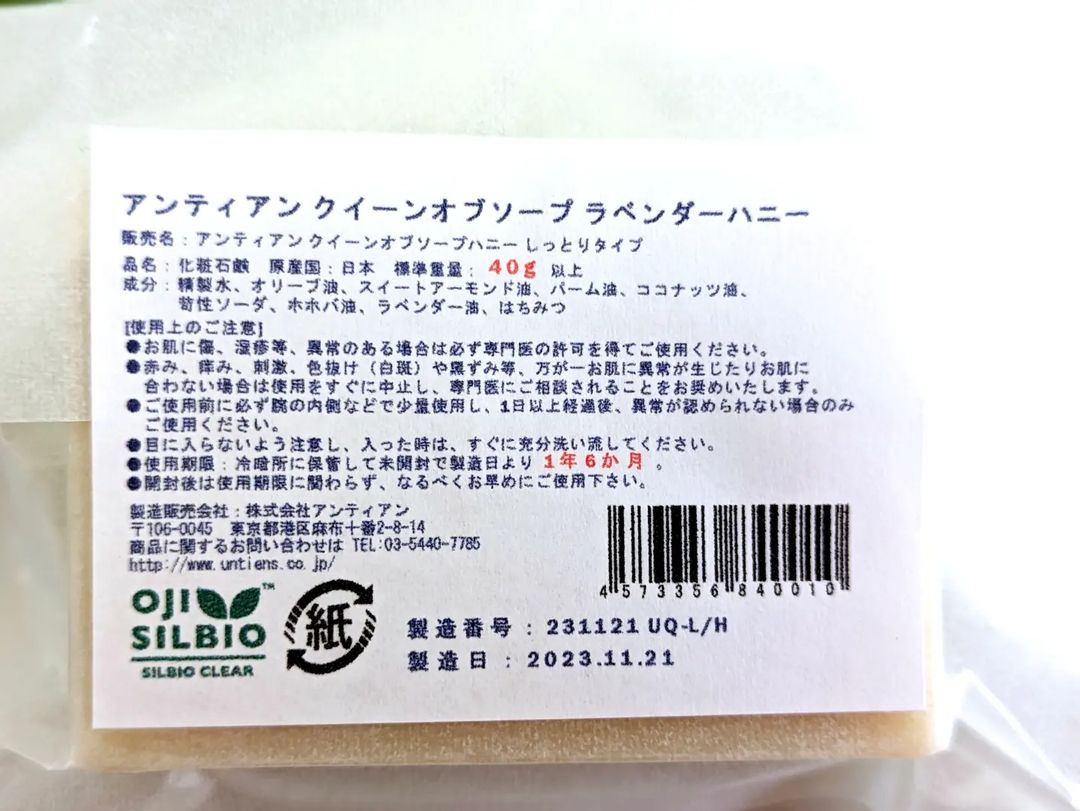 アンティアン クイーンオブソープ ラベンダーハニー
販売名：アンティアン クイーンオブソープハニー しっとりタイプ
品名：化粧石鹸　原産国：日本　標準重量：40g 以上
成分：精製水、オリーブ油、スイートアーモンド油、パーム油、ココナッツ油、
苛性ソーダ、ホホバ油、ラベンダー油、はちみつ
[使用上のご注意]
●お肌に傷、湿疹等、異常のある場合は必ず専門医の許可を得てご使用ください。
●赤み、痒み、刺激、色抜け（白斑）や黒ずみ等、万が一お肌に異常が生じたりお肌に
合わない場合は使用をすぐに中止し、専門医にご相談されることをお奨めいたします。
●ご使用前に必ず腕の内側などで少量使用し、1日以上経過後、異常が認められない場合のみ
ご使用ください。
●目に入らないよう注意し、入った時は、すぐに充分洗い流してください。
●使用期限：冷暗所に保管して未開封で製造日より 1年6か月 。
●開封後は使用期限に関わらず、なるべくお早めにご使用下さい。
製造販売会社：株式会社アンティアン
〒106-0045　東京都港区麻布十番2-8-14
商品に関するお問い合わせは TEL:03-5440-7785
http://www.untiens.co.jp/
4573356840010
OJI™
SILBIO
SILBIO CLEAR
紙
製造番号：231121 UQ-L/H
製造日：2023.11.21